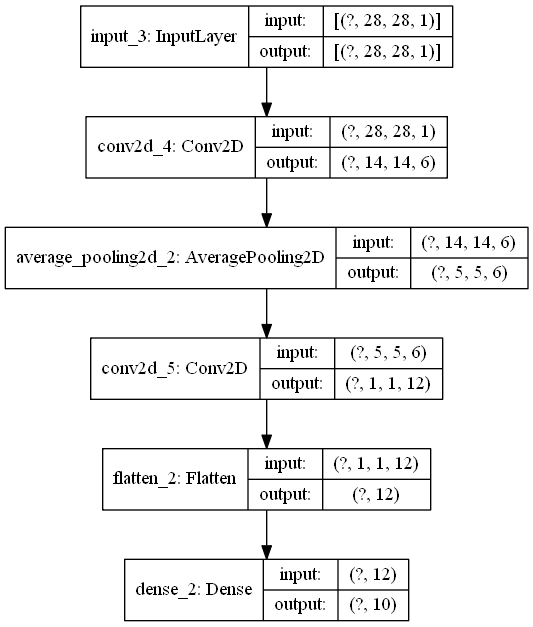 input_3: InputLayer
input: [(?, 28, 28, 1)]
output: [(?, 28, 28, 1)]
conv2d_4: Conv2D
input: (?, 28, 28, 1)
output: (?, 14, 14, 6)
average_pooling2d_2: AveragePooling2D
input: (?, 14, 14, 6)
output: (?, 5, 5, 6)
conv2d_5: Conv2D
input: (?, 5, 5, 6)
output: (?, 1, 1, 12)
flatten_2: Flatten
input: (?, 1, 1, 12)
output: (?, 12)
dense_2: Dense
input: (?, 12)
output: (?, 10)